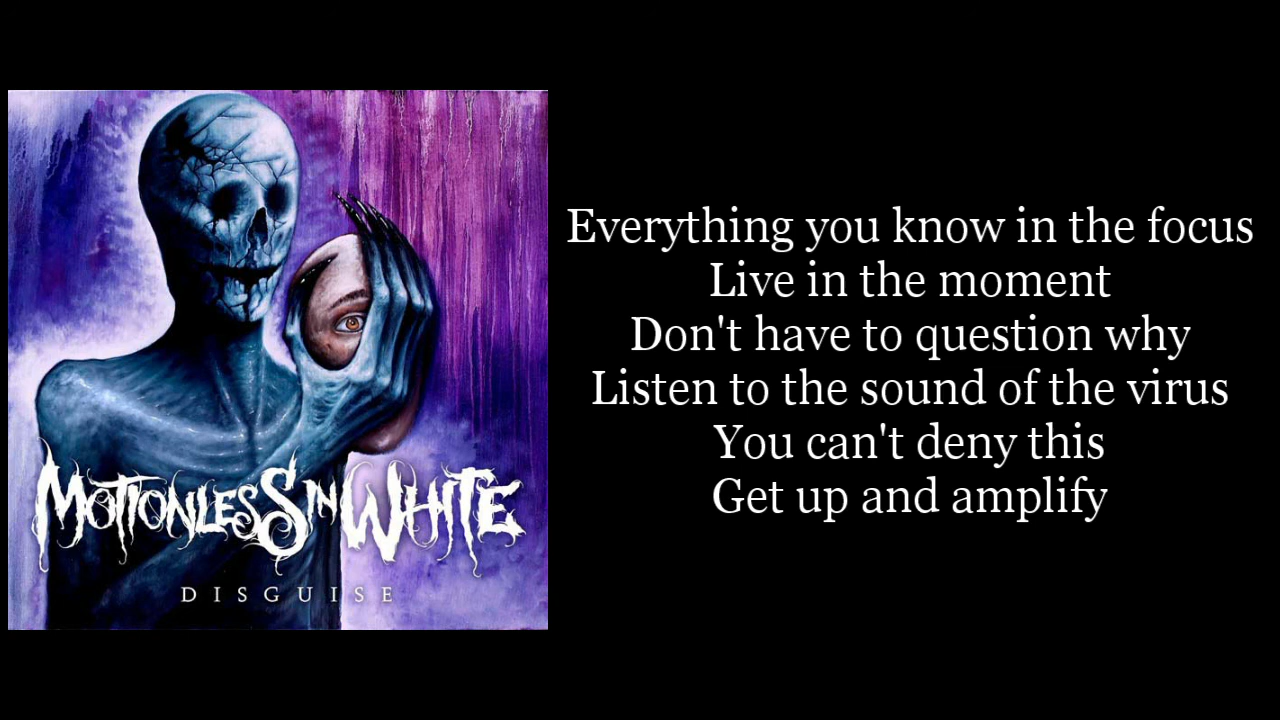 MOTIONLESS IN WHITE
DISGUISE
Everything you know in the focus
Live in the moment
Don't have to question why
Listen to the sound of the virus
You can't deny this
Get up and amplify